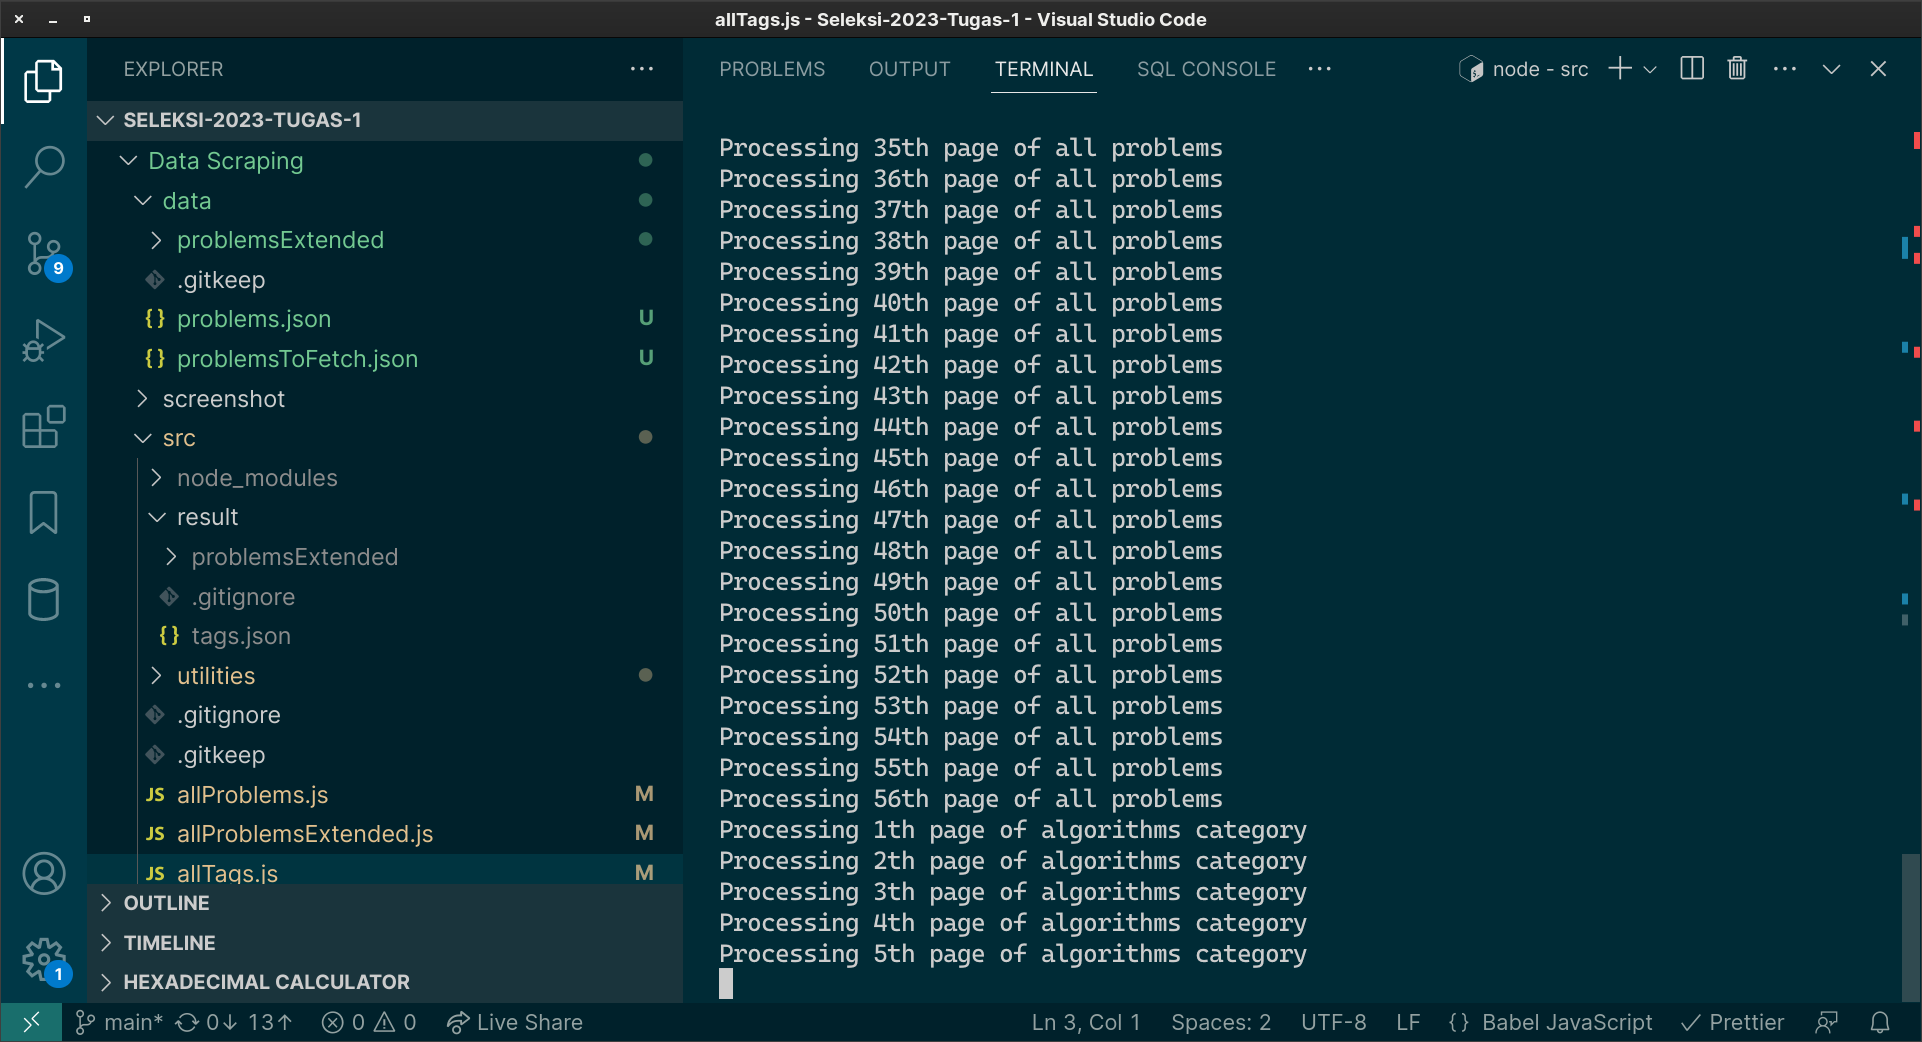 allTags.js - Seleksi-2023-Tugas-1 - Visual Studio Code
EXPLORER
SELEKSI-2023-TUGAS-1
Data Scraping
data
problemsExtended
.gitkeep
{} problems.json U
{} problemsToFetch.json U
screenshot
src
node_modules
result
problemsExtended
.gitignore
{} tags.json
utilities
.gitignore
.gitkeep
JS allProblems.js M
JS allProblemsExtended.js M
JS allTags.js M
OUTLINE
TIMELINE
HEXADECIMAL CALCULATOR
9
1
PROBLEMS OUTPUT TERMINAL SQL CONSOLE
node - src
Processing 35th page of all problems
Processing 36th page of all problems
Processing 37th page of all problems
Processing 38th page of all problems
Processing 39th page of all problems
Processing 40th page of all problems
Processing 41th page of all problems
Processing 42th page of all problems
Processing 43th page of all problems
Processing 44th page of all problems
Processing 45th page of all problems
Processing 46th page of all problems
Processing 47th page of all problems
Processing 48th page of all problems
Processing 49th page of all problems
Processing 50th page of all problems
Processing 51th page of all problems
Processing 52th page of all problems
Processing 53th page of all problems
Processing 54th page of all problems
Processing 55th page of all problems
Processing 56th page of all problems
Processing 1th page of algorithms category
Processing 2th page of algorithms category
Processing 3th page of algorithms category
Processing 4th page of algorithms category
Processing 5th page of algorithms category
main* 0↓ 13↑ 0 0 Live Share Ln 3, Col 1 Spaces: 2 UTF-8 LF {} Babel JavaScript Prettier